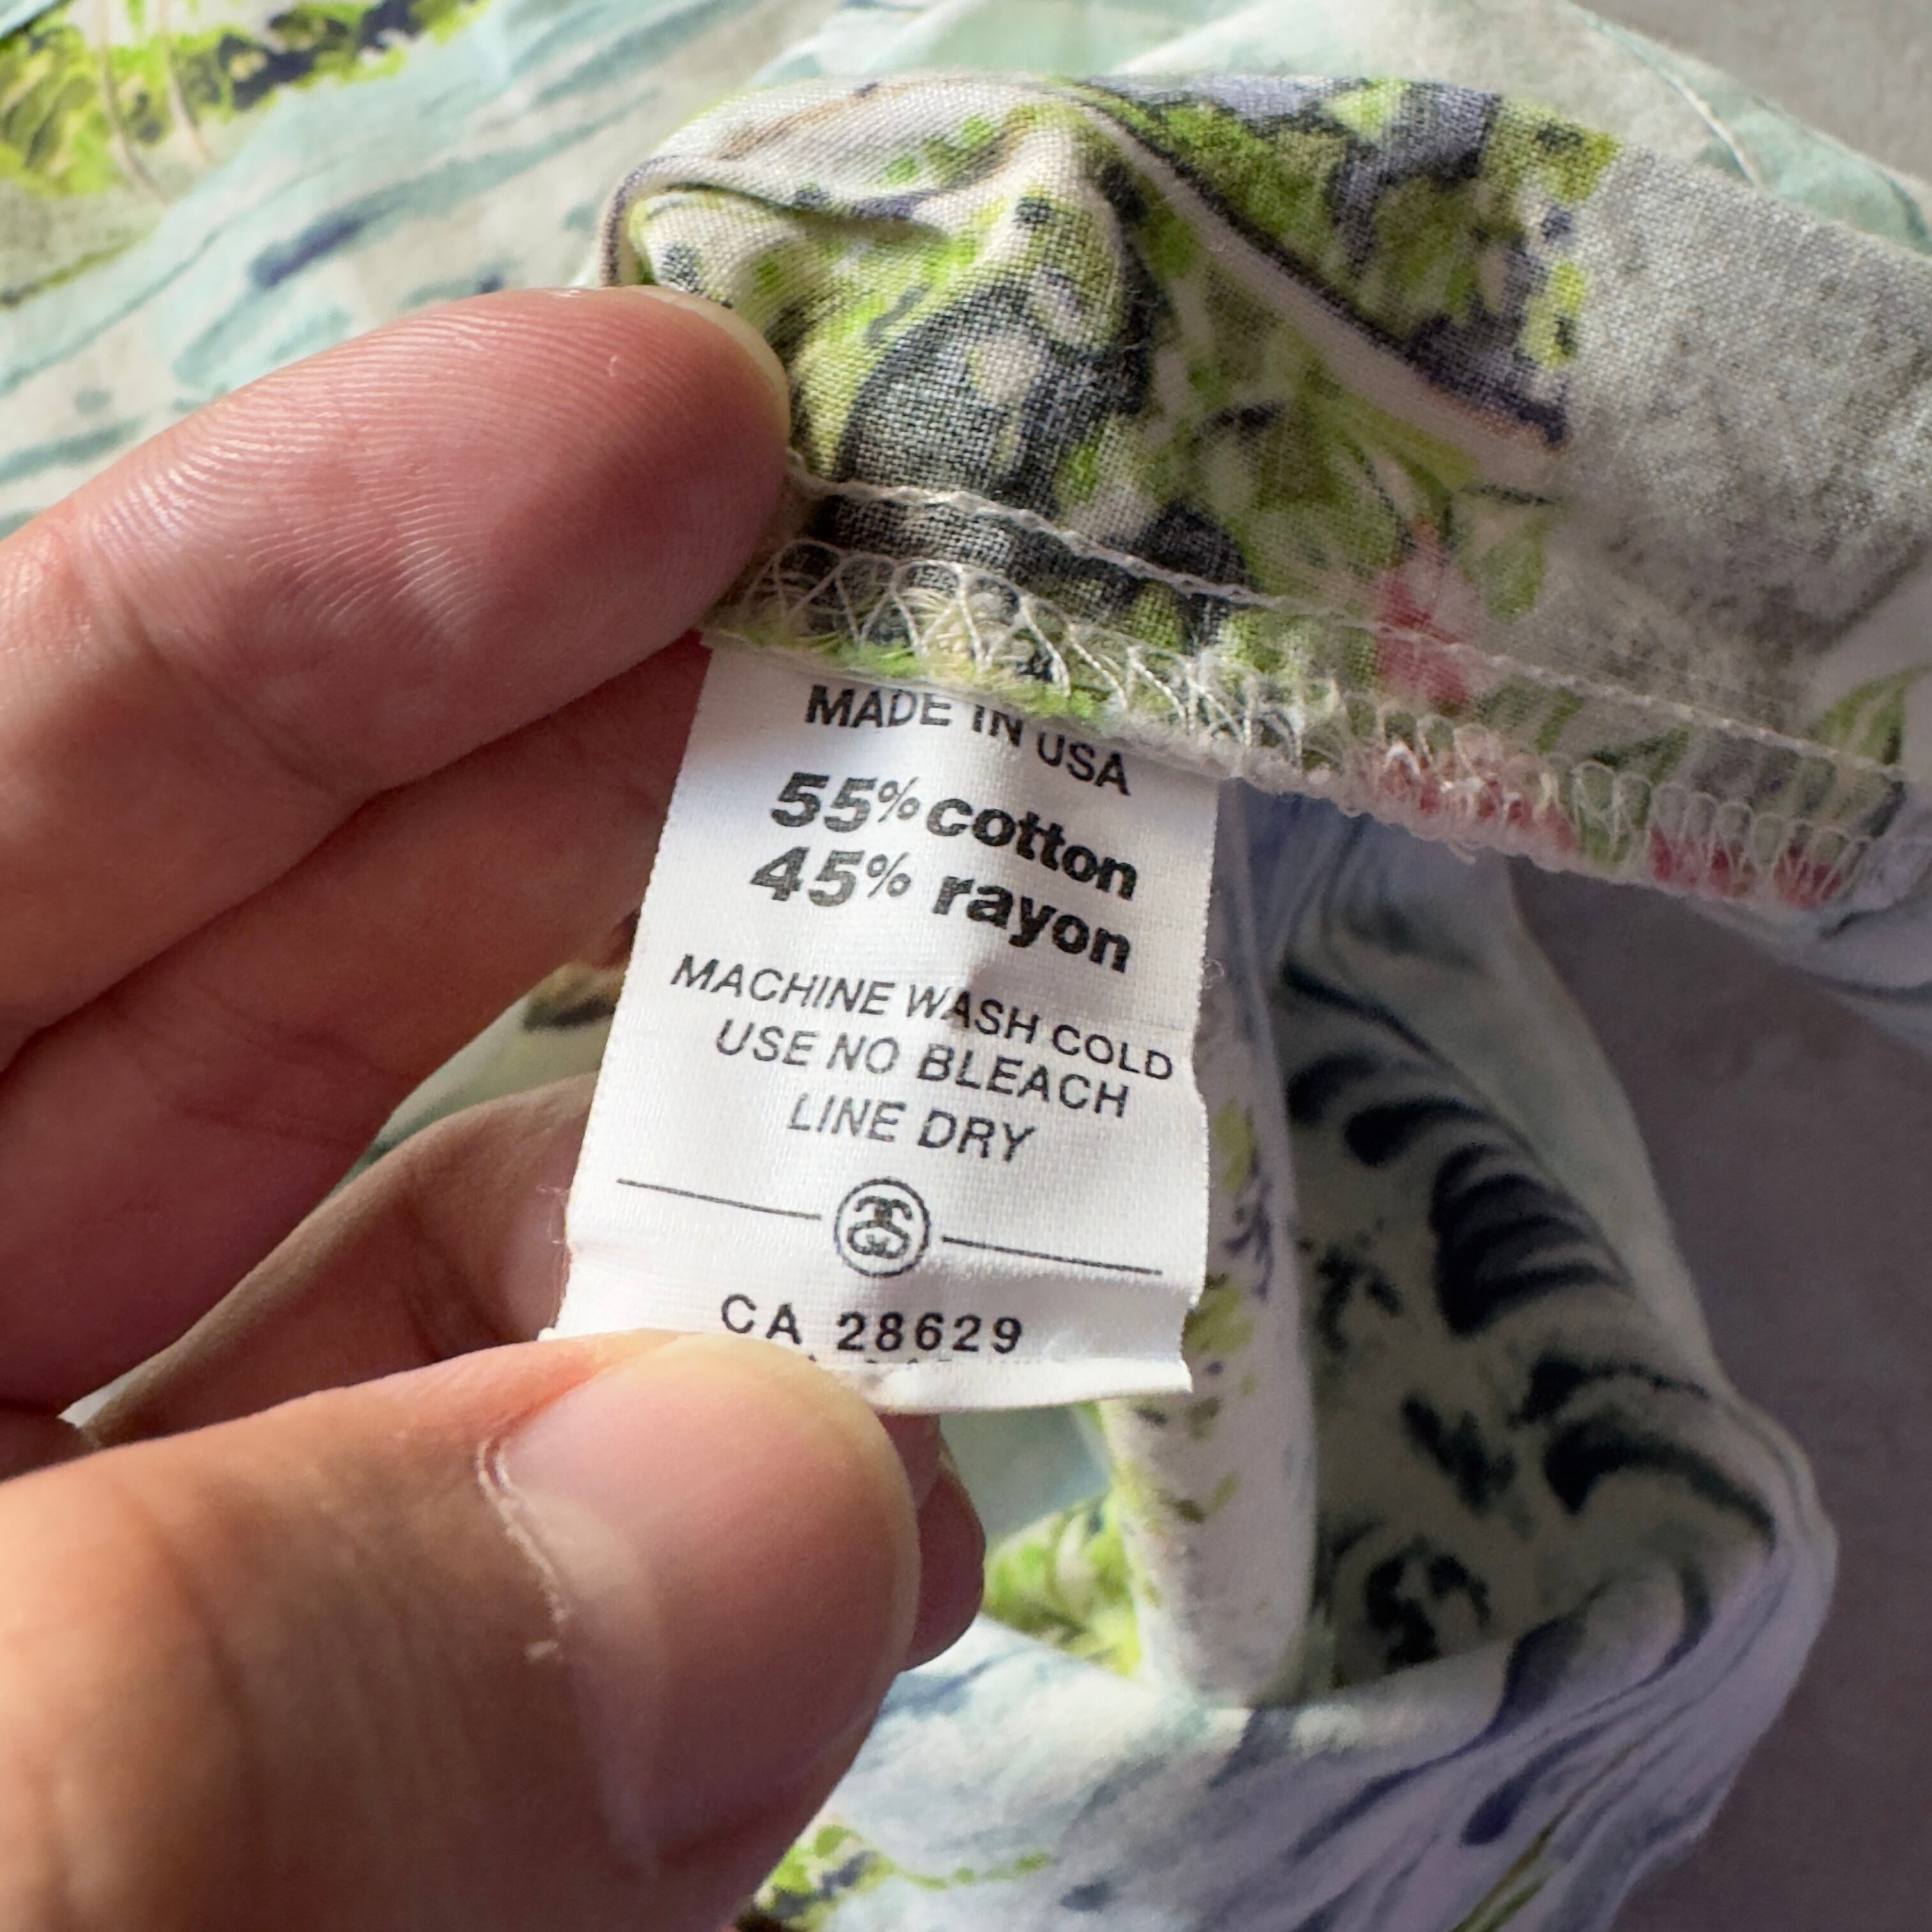 MADE IN USA
55% cotton
45% rayon
MACHINE WASH COLD
USE NO BLEACH
LINE DRY
CA 28629